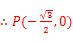 ∴ P(-√3/2, 0)